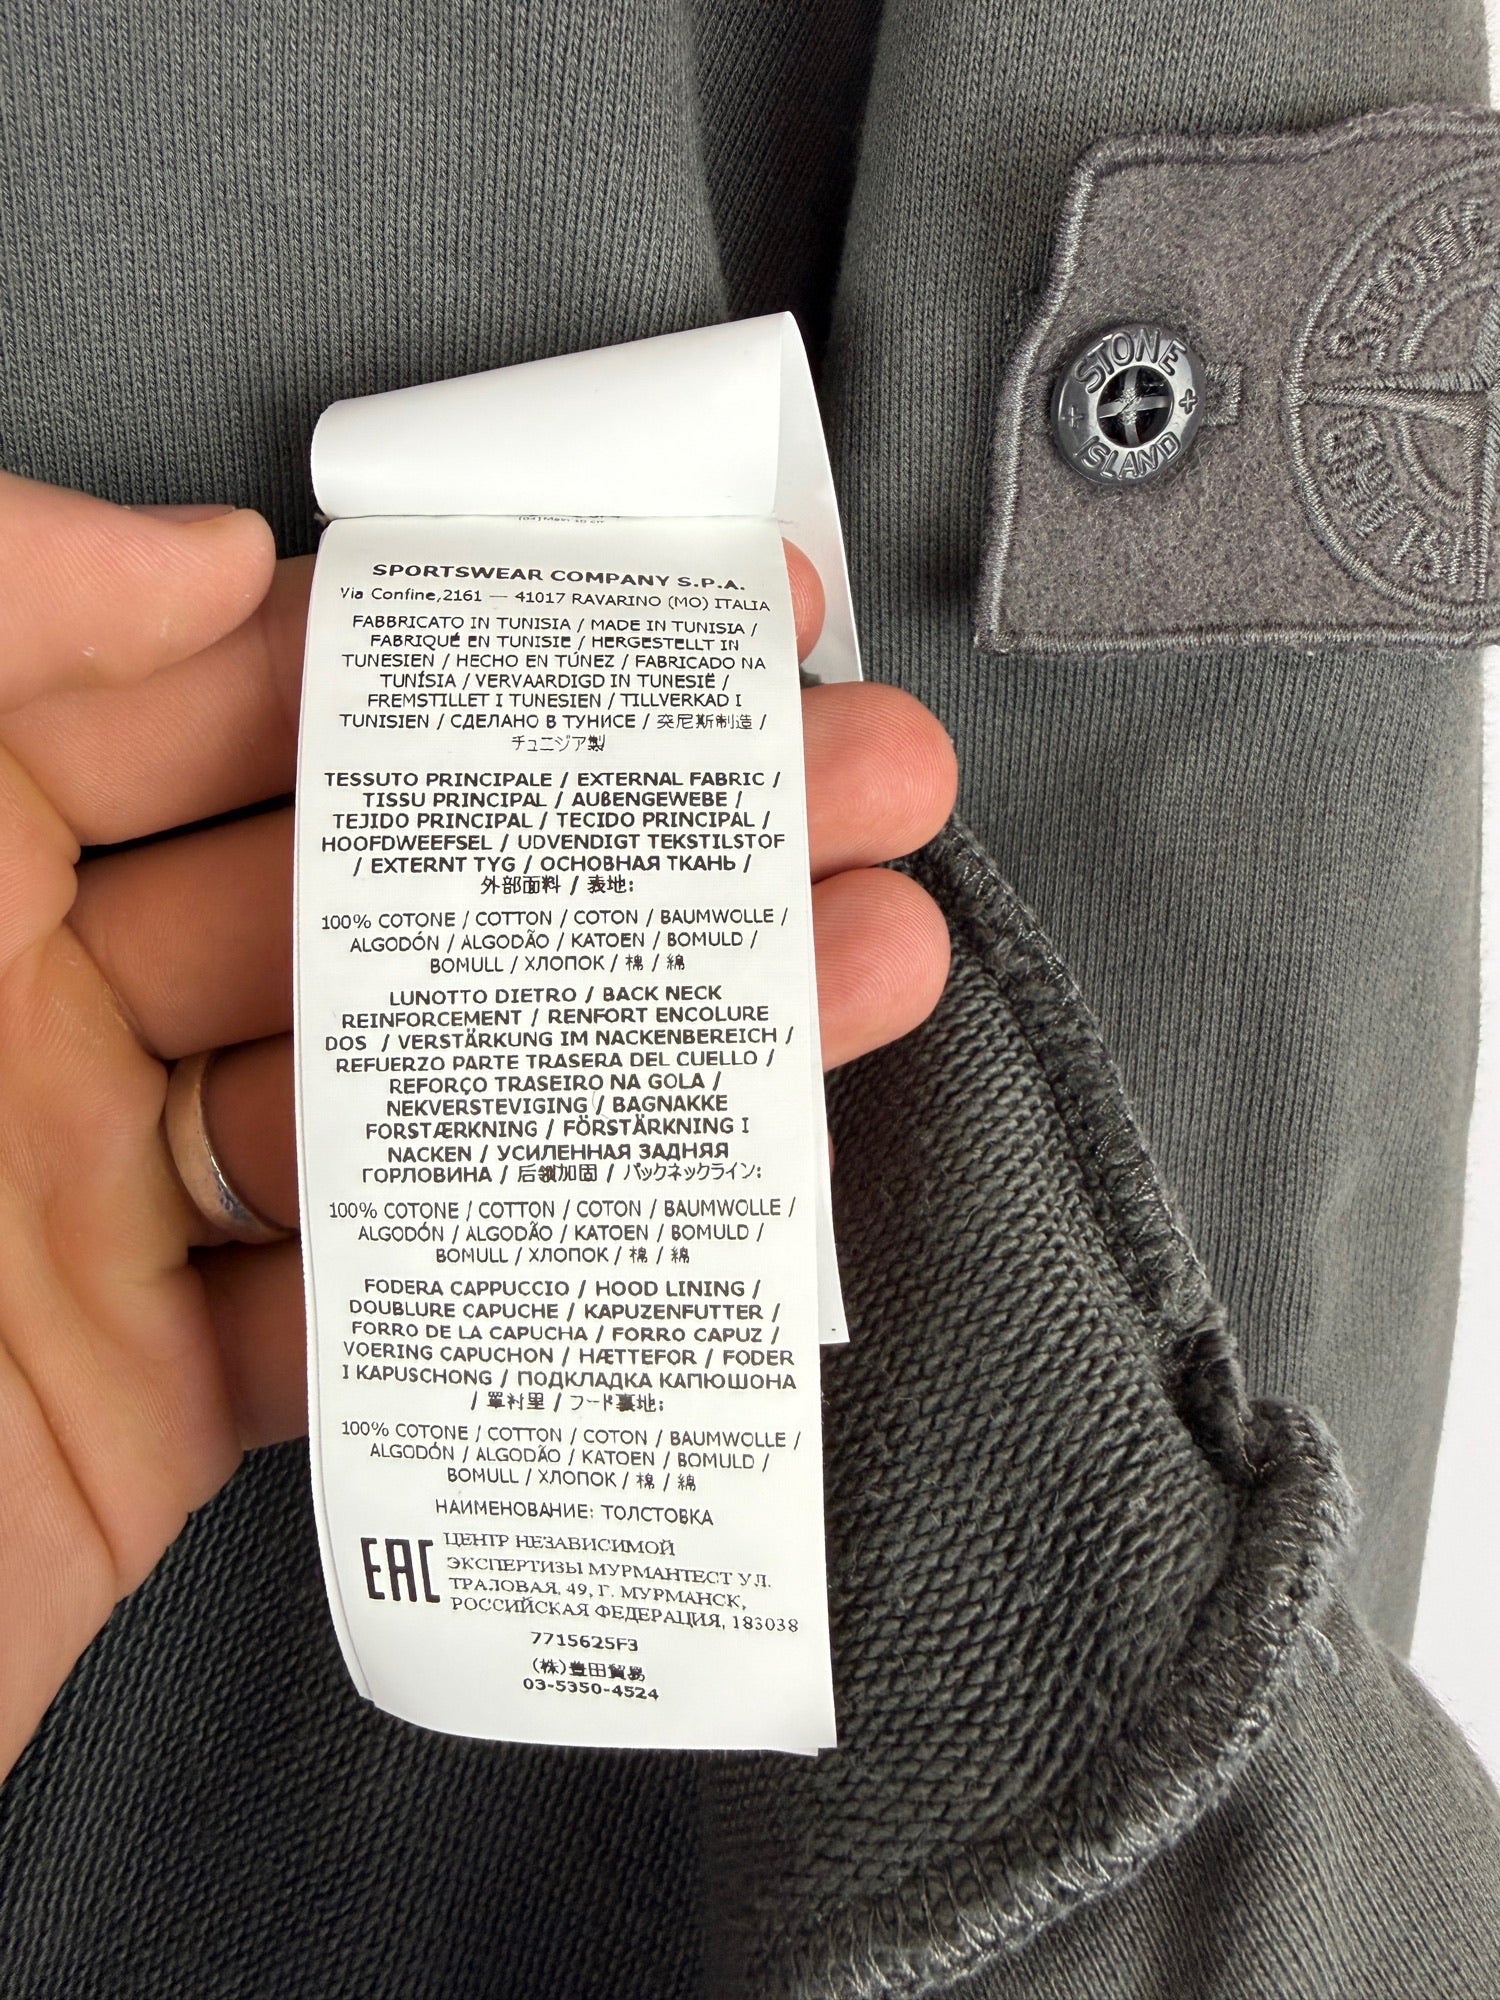 SPORTSWEAR COMPANY S.P.A.
Via Confine,2161 — 41017 RAVARINO (MO) ITALIA
FABBRICATO IN TUNISIA / MADE IN TUNISIA /
FABRIQUÉ EN TUNISIE / HERGESTELLT IN
TUNESIEN / HECHO EN TÚNEZ / FABRICADO NA
TUNÍSIA / VERVAARDIGD IN TUNESIË /
FREMSTILLET I TUNESIEN / TILLVERKAD I
TUNISIEN / СДЕЛАНО В ТУНИСЕ / 突尼斯制造 /
チュニジア製
TESSUTO PRINCIPALE / EXTERNAL FABRIC /
TISSU PRINCIPAL / AUßENGEWEBE /
TEJIDO PRINCIPAL / TECIDO PRINCIPAL /
HOOFDWEEFSEL / UDVENDIGT TEKSTILSTOF
/ EXTERNT TYG / ОСНОВНАЯ ТКАНЬ /
外部面料 / 表地:
100% COTONE / COTTON / COTON / BAUMWOLLE /
ALGODÓN / ALGODÃO / KATOEN / BOMULD /
BOMULL / ХЛОПОК / 棉 / 綿
LUNOTTO DIETRO / BACK NECK
REINFORCEMENT / RENFORT ENCOLURE
DOS / VERSTÄRKUNG IM NACKENBEREICH /
REFUERZO PARTE TRASERA DEL CUELLO /
REFORÇO TRASEIRO NA GOLA /
NEKVERSTEVIGING / BAGNAKKE
FORSTÆRKNING / FÖRSTÄRKNING I
NACKEN / УСИЛЕННАЯ ЗАДНЯЯ
ГОРЛОВИНА / 后领加固 / バックネックライン:
100% COTONE / COTTON / COTON / BAUMWOLLE /
ALGODÓN / ALGODÃO / KATOEN / BOMULD /
BOMULL / ХЛОПОК / 棉 / 綿
FODERA CAPPUCCIO / HOOD LINING /
DOUBLURE CAPUCHE / KAPUZENFUTTER /
FORRO DE LA CAPUCHA / FORRO CAPUZ /
VOERING CAPUCHON / HÆTTEFOR / FODER
I KAPUSCHONG / ПОДКЛАДКА КАПЮШОНА
/ 罩衬里 / フード裏地:
100% COTONE / COTTON / COTON / BAUMWOLLE /
ALGODÓN / ALGODÃO / KATOEN / BOMULD /
BOMULL / ХЛОПОК / 棉 / 綿
НАИМЕНОВАНИЕ: ТОЛСТОВКА
EAC
ЦЕНТР НЕЗАВИСИМОЙ
ЭКСПЕРТИЗЫ МУРМАНТЕСТ УЛ.
ТРАЛОВАЯ, 49, Г. МУРМАНСК,
РОССИЙСКАЯ ФЕДЕРАЦИЯ, 183038
7715625F3
(株)豊田貿易
03-5350-4524
STONE
ISLAND
STONE
ISL